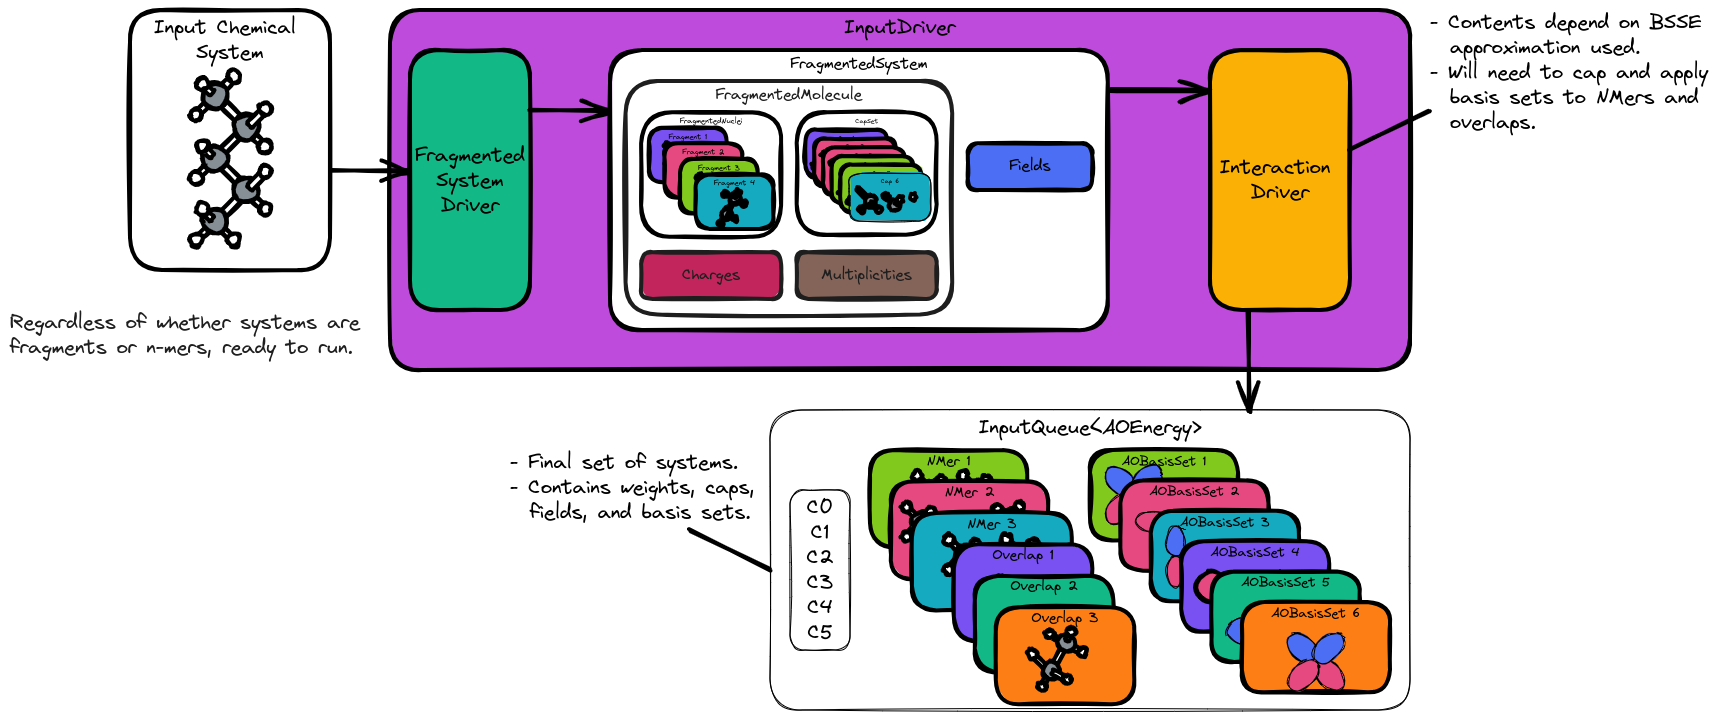 Input Chemical
System
InputDriver
Fragmented
System
Driver
FragmentedSystem
FragmentedMolecule
FragmentedNuclei
Fragment 1
Fragment 2
Fragment 3
Fragment 4
CapSet
Cap 6
Charges
Multiplicities
Fields
Interaction
Driver
- Contents depend on BSSE
approximation used.
- Will need to cap and apply
basis sets to NMers and
overlaps.
Regardless of whether systems are
fragments or n-mers, ready to run.
- Final set of systems.
- Contains weights, caps,
fields, and basis sets.
InputQueue<AOEnergy>
C0
C1
C2
C3
C4
C5
NMer 1
NMer 2
NMer 3
Overlap 1
Overlap 2
Overlap 3
AOBasisSet 1
AOBasisSet 2
AOBasisSet 3
AOBasisSet 4
AOBasisSet 5
AOBasisSet 6